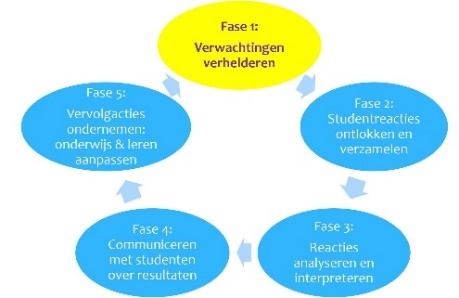 Fase 1:
Verwachtingen
verhelderen
Fase 2:
Studentreacties
ontlokken en
verzamelen
Fase 3:
Reacties
analyseren en
interpreteren
Fase 4:
Communiceren
met studenten
over resultaten
Fase 5:
Vervolgacties
ondernemen:
onderwijs & leren
aanpassen